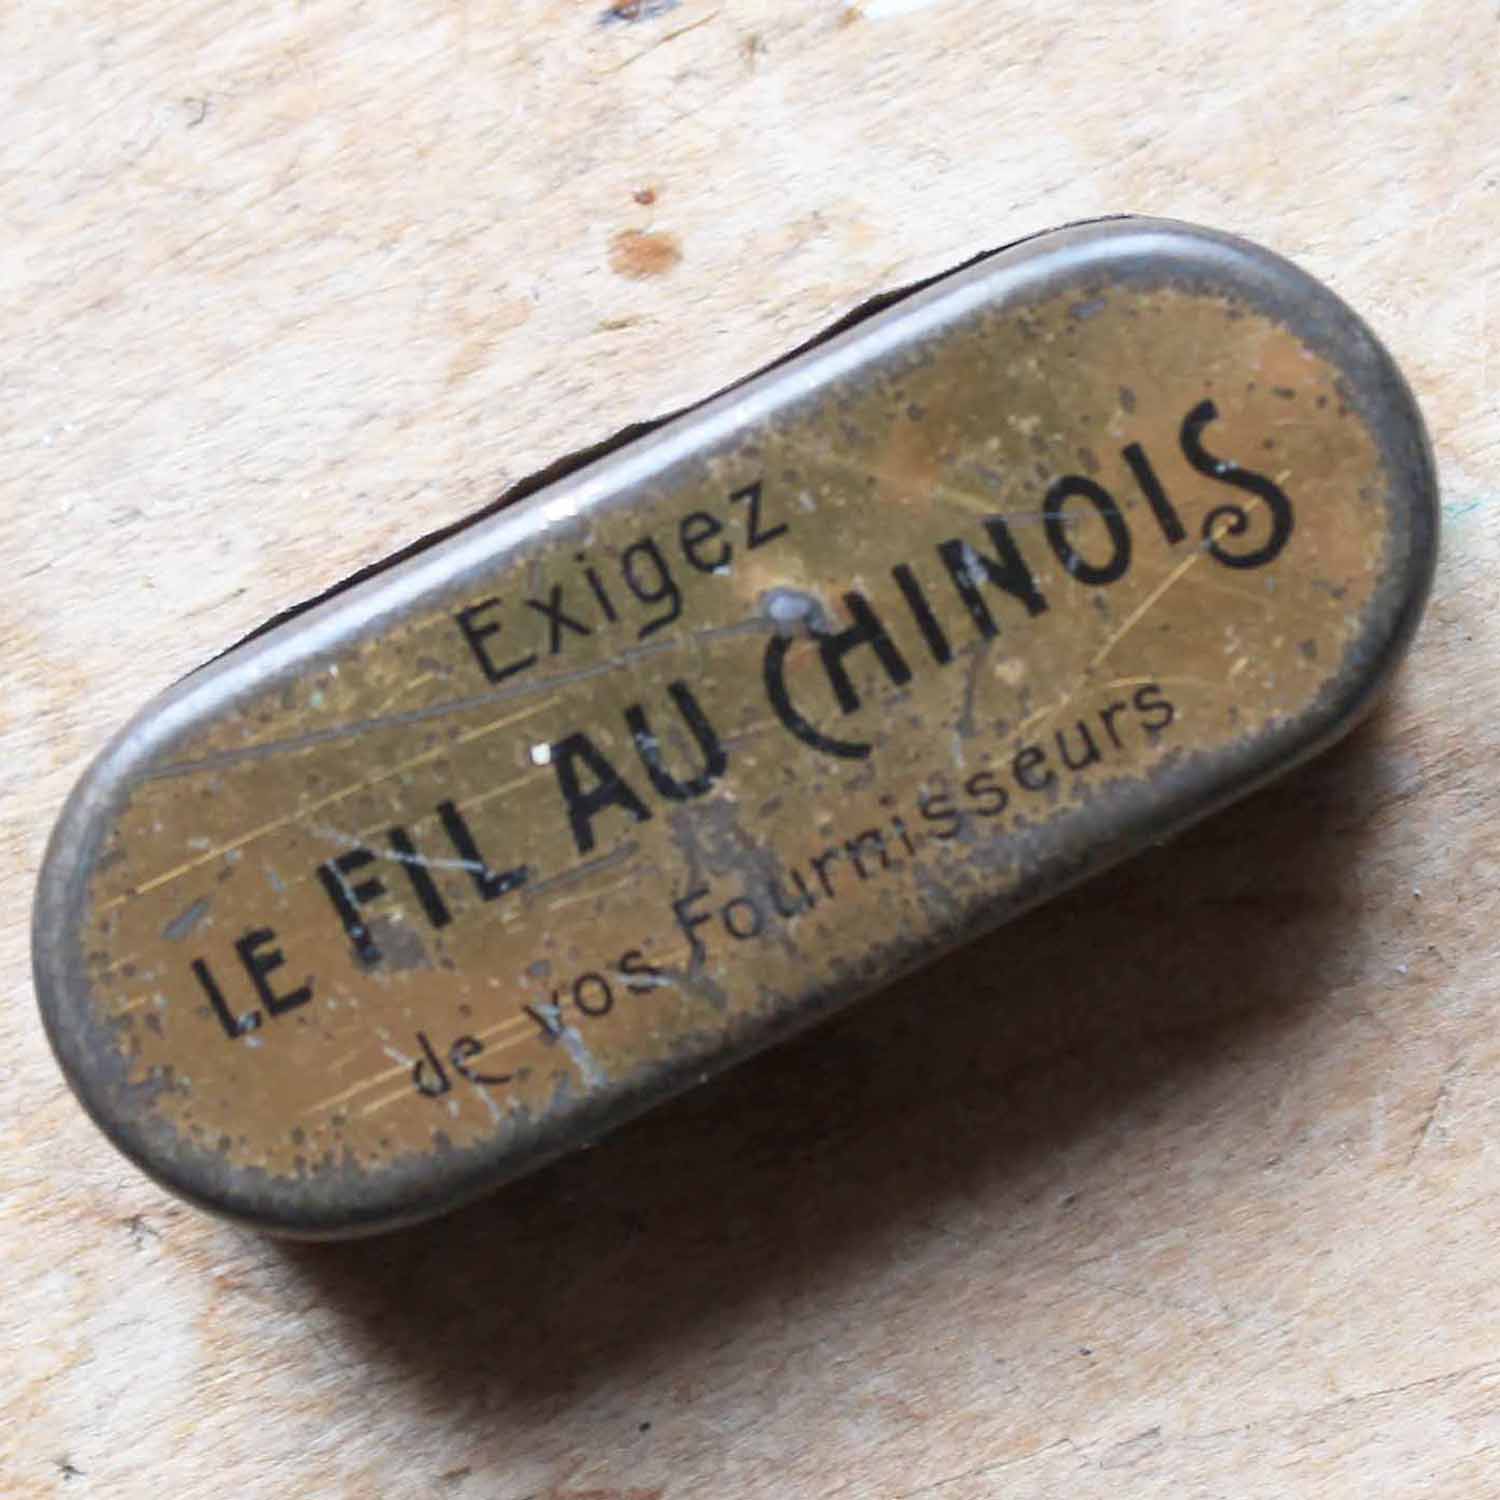 Exigez
LE FIL AU CHINOIS
de vos Fournisseurs